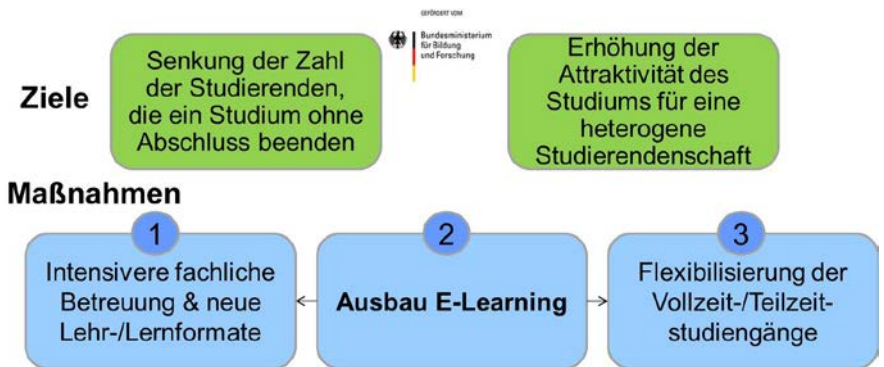 GEFÖRDERT VOM
Bundesministerium
für Bildung
und Forschung
Ziele
Senkung der Zahl
der Studierenden,
die ein Studium ohne
Abschluss beenden
Erhöhung der
Attraktivität des
Studiums für eine
heterogene
Studierendenschaft
Maßnahmen
1
Intensivere fachliche
Betreuung & neue
Lehr-/Lernformate
2
Ausbau E-Learning
3
Flexibilisierung der
Vollzeit-/Teilzeit-
studiengänge